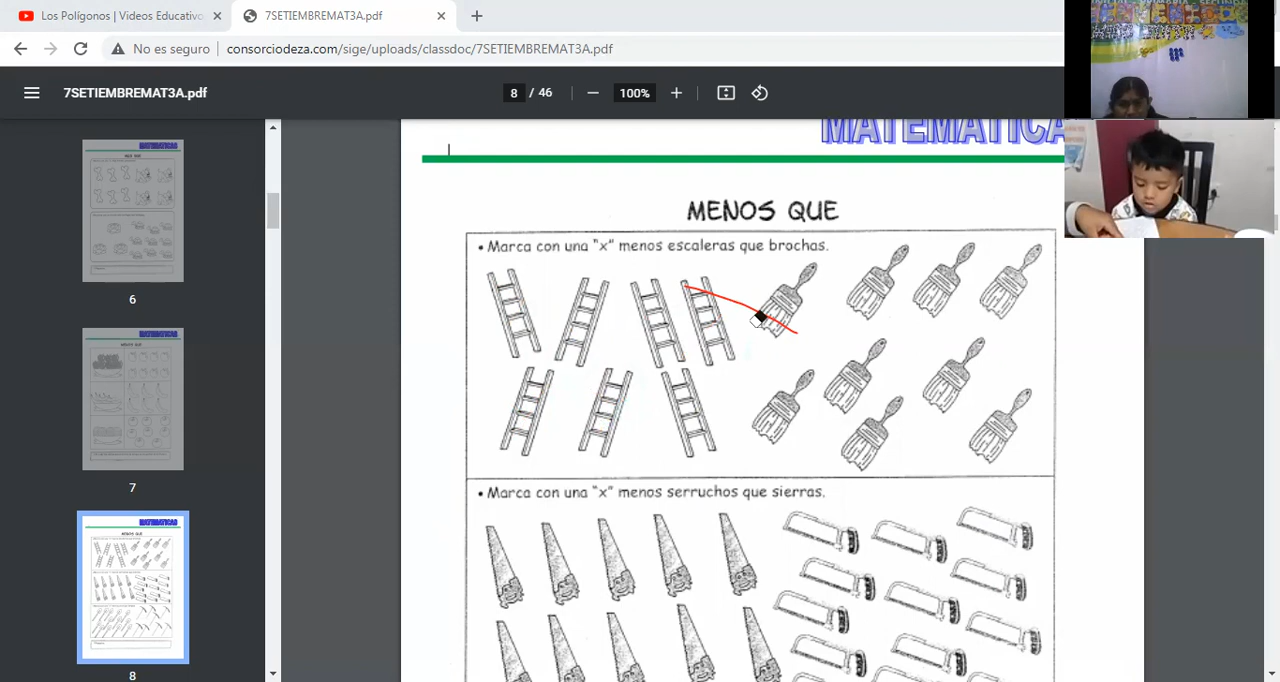 Los Polígonos | Videos Educativo
7SETIEMBREMAT3A.pdf
No es seguro
consorciodeza.com/sige/uploads/classdoc/7SETIEMBREMAT3A.pdf
7SETIEMBREMAT3A.pdf
8 / 46
100%
6
7
8
MATEMATICA
MENOS QUE
• Marca con una "x" menos escaleras que brochas.
• Marca con una "x" menos serruchos que sierras.